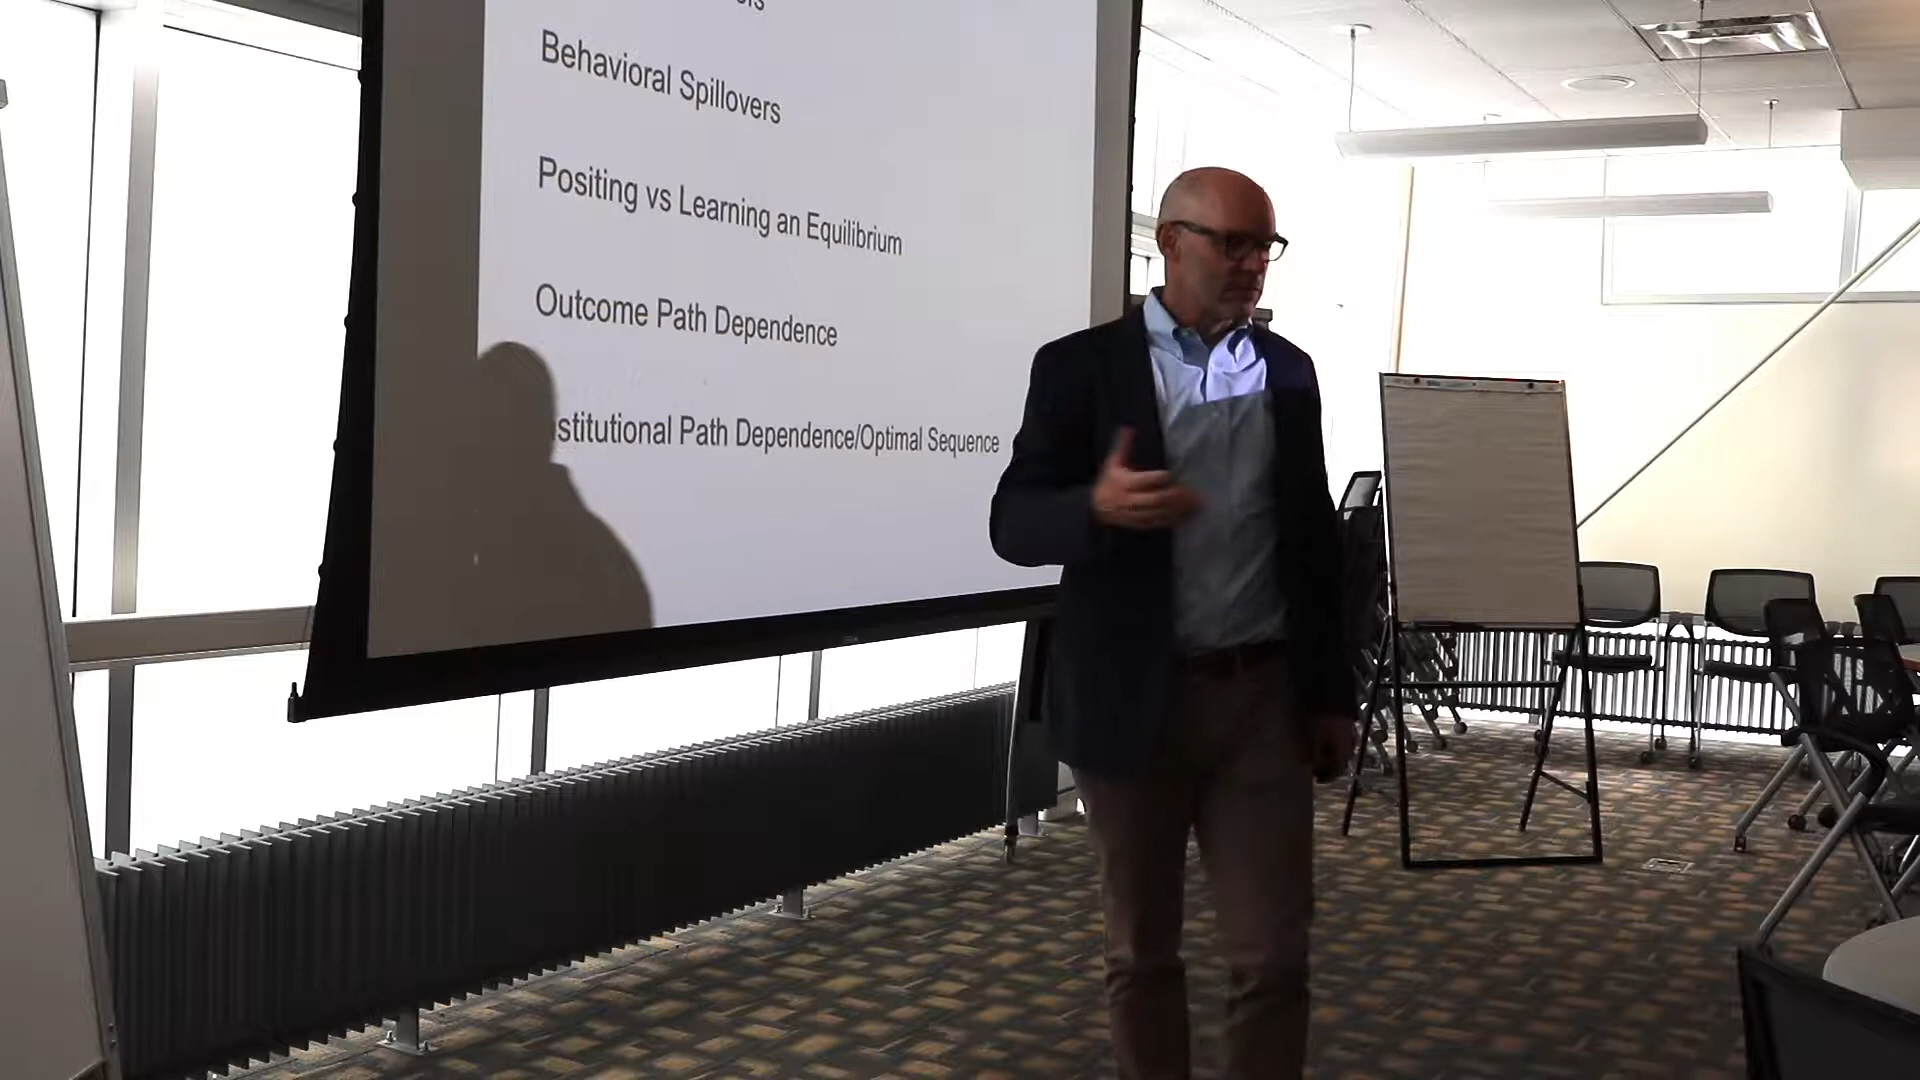 Behavioral Spillovers
Positing vs Learning an Equilibrium
Outcome Path Dependence
stitutional Path Dependence/Optimal Sequence